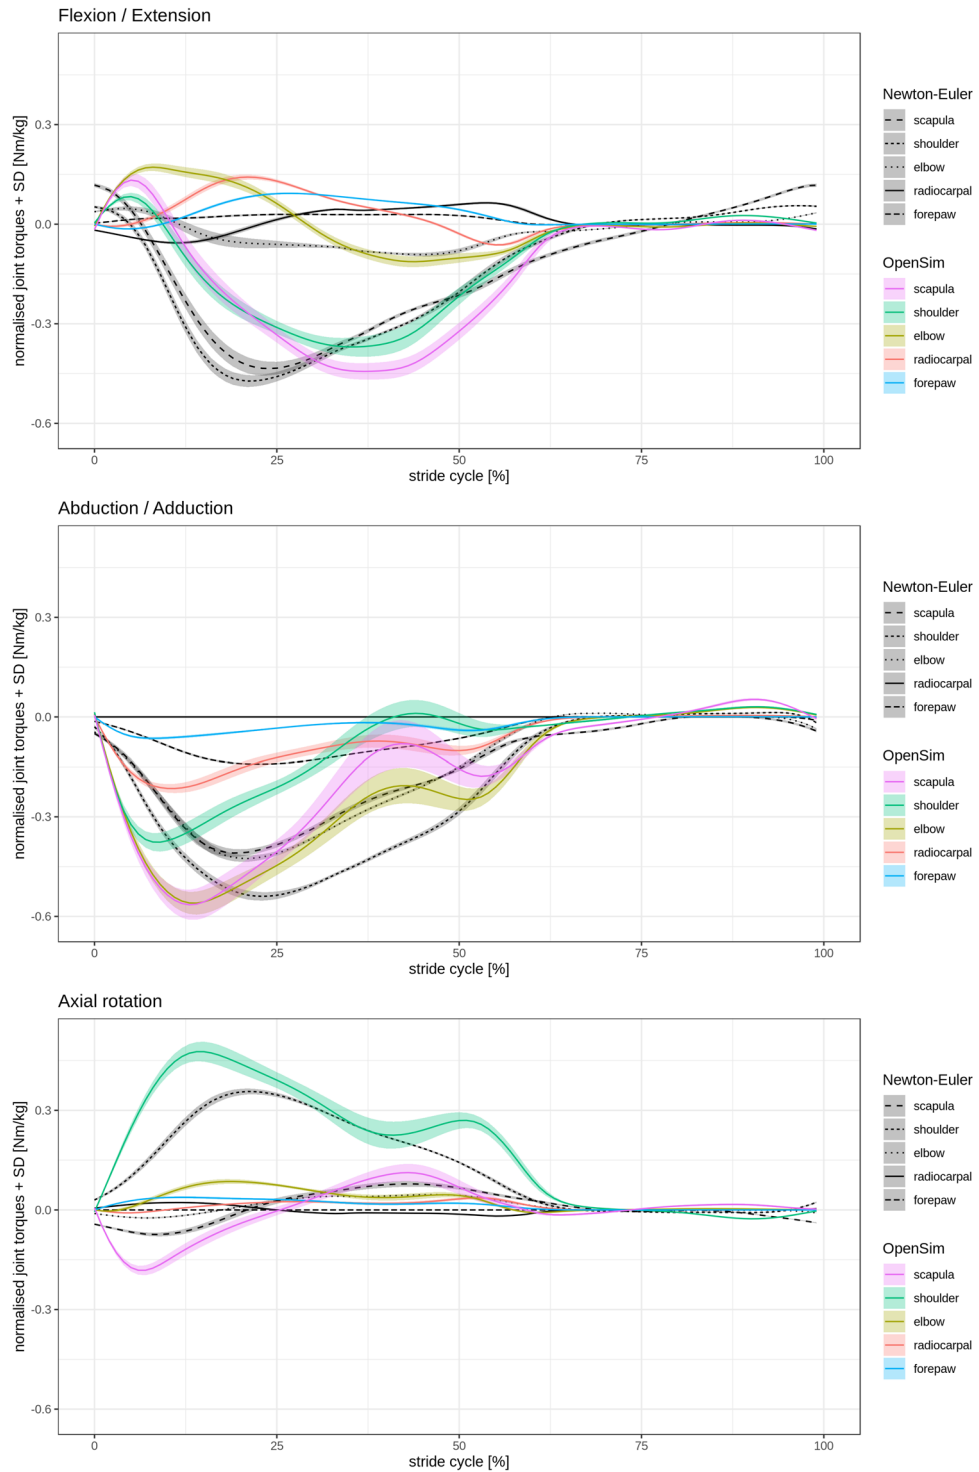 Flexion / Extension
normalised joint torques + SD [Nm/kg]
0.3
0.0
-0.3
-0.6
0 25 50 75 100
stride cycle [%]
Newton-Euler
scapula
shoulder
elbow
radiocarpal
forepaw
OpenSim
scapula
shoulder
elbow
radiocarpal
forepaw
Abduction / Adduction
normalised joint torques + SD [Nm/kg]
0.3
0.0
-0.3
-0.6
0 25 50 75 100
stride cycle [%]
Newton-Euler
scapula
shoulder
elbow
radiocarpal
forepaw
OpenSim
scapula
shoulder
elbow
radiocarpal
forepaw
Axial rotation
normalised joint torques + SD [Nm/kg]
0.3
0.0
-0.3
-0.6
0 25 50 75 100
stride cycle [%]
Newton-Euler
scapula
shoulder
elbow
radiocarpal
forepaw
OpenSim
scapula
shoulder
elbow
radiocarpal
forepaw